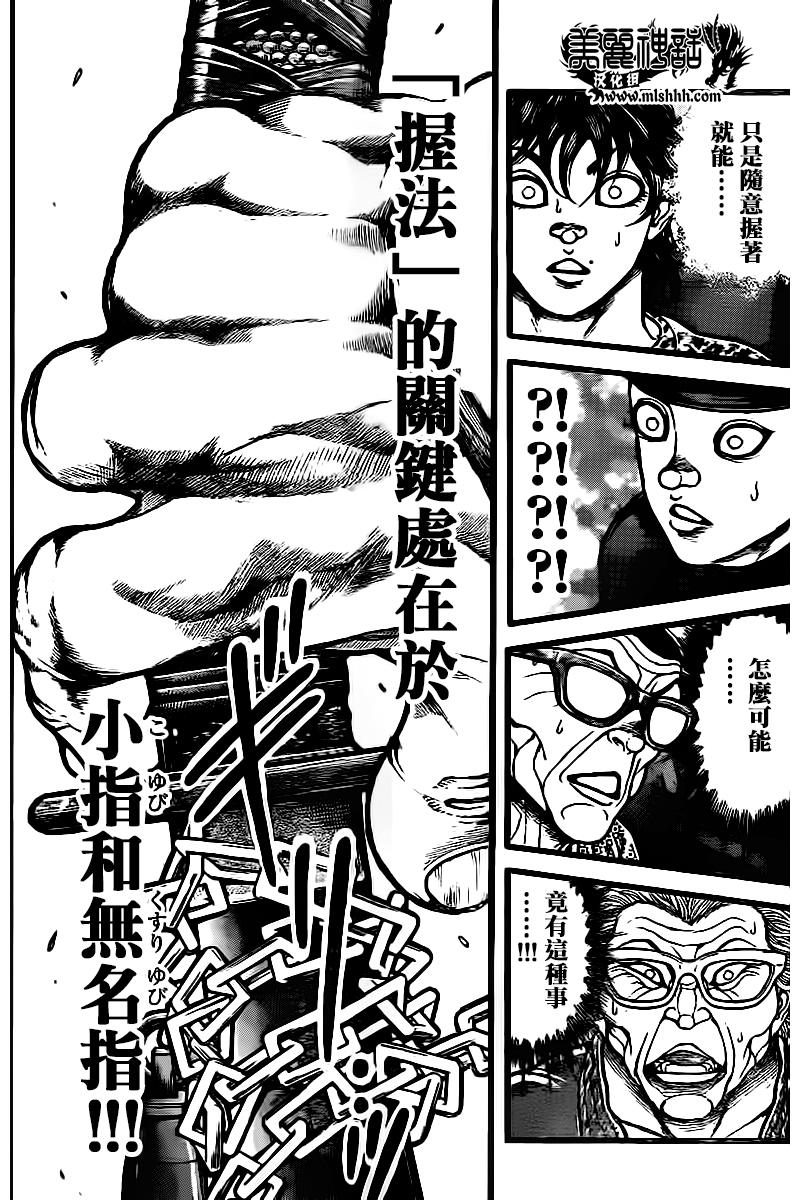 美麗神話
汉化组
www.mlshhh.com
只是隨意握著
就能……
?!
?!
?!
?!
怎麼可能
……
竟有這種事
……!!!
「握法」的關鍵處在於
小指和無名指!!!
こ ゆび
くすり ゆび